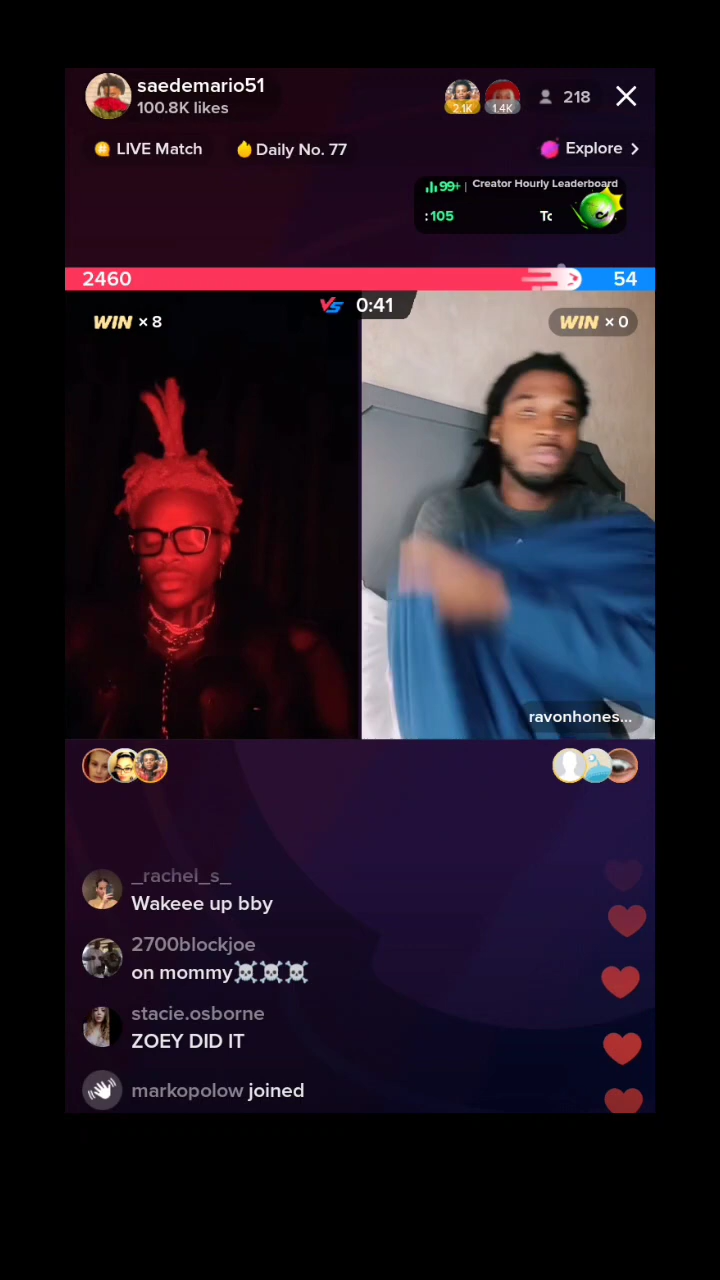 saedemario51
100.8K likes
2.1K
1.4K
218
LIVE Match
Daily No. 77
Explore
99+ | Creator Hourly Leaderboard
:105
2460
54
VS 0:41
WIN × 8
WIN × 0
ravonhones...
_rachel_s_
Wakeee up bby
2700blockjoe
on mommy☠️☠️☠️
stacie.osborne
ZOEY DID IT
markopolow joined